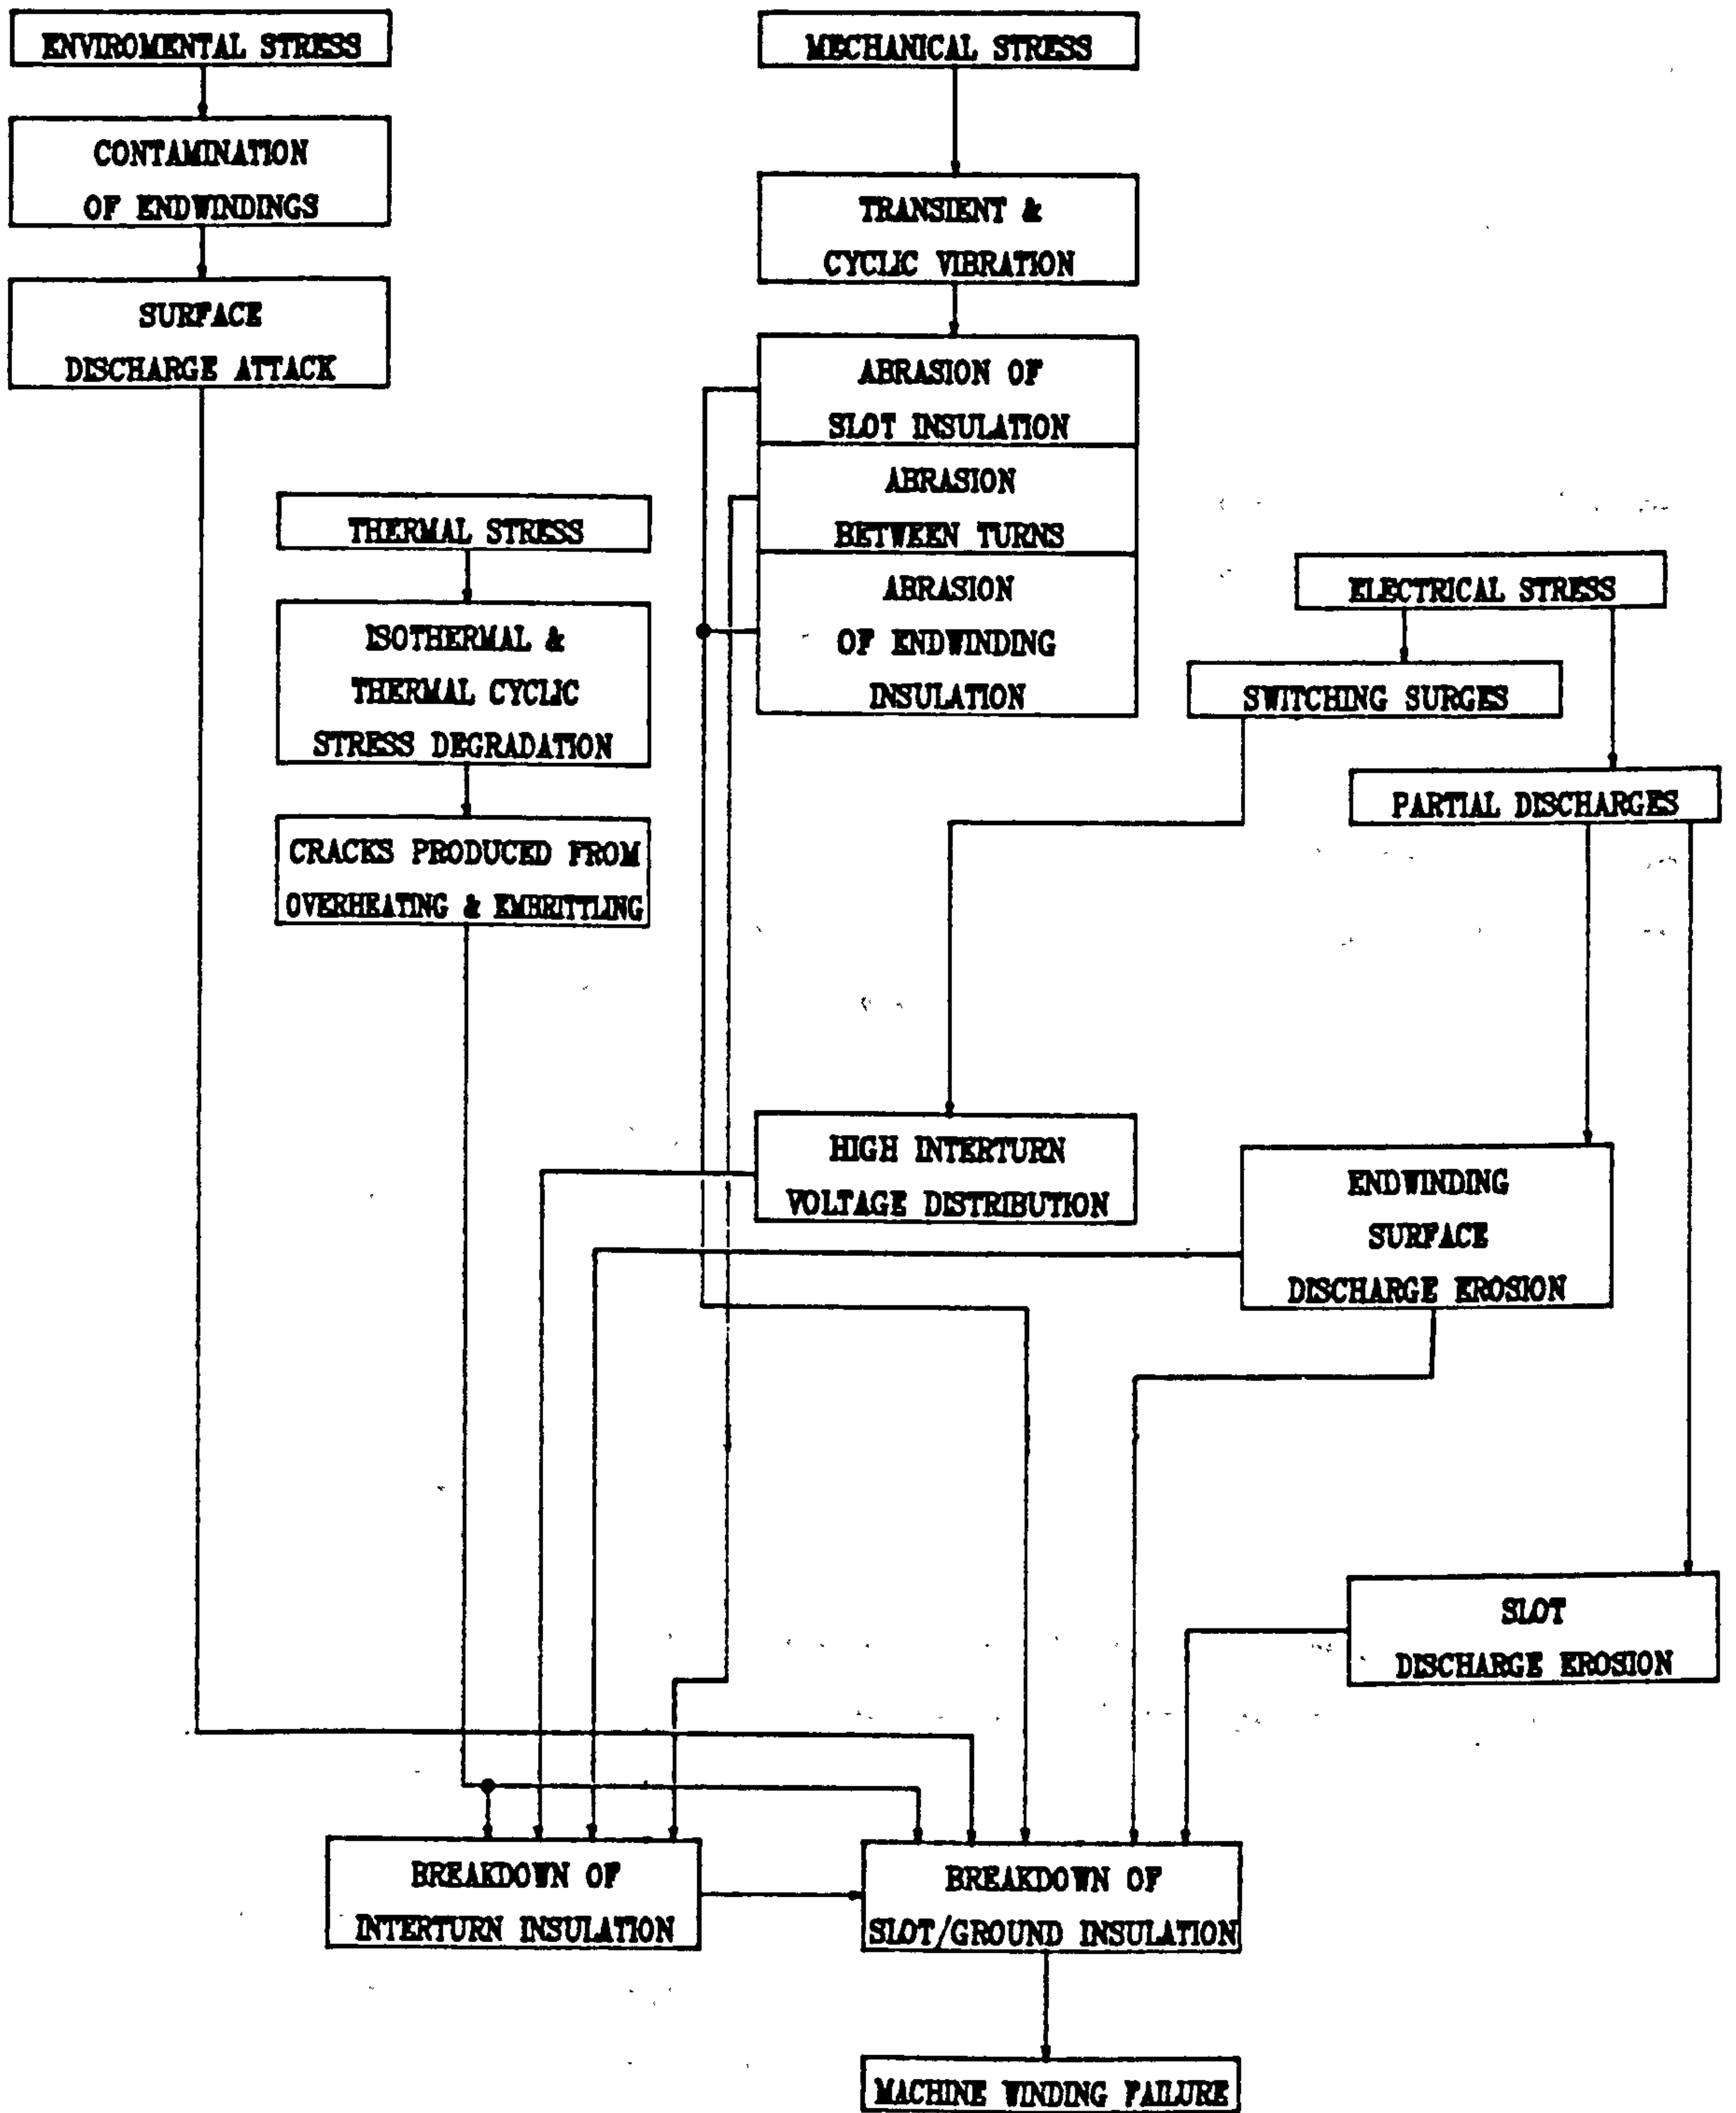 ENVIROMENTAL STRESS
MECHANICAL STRESS
CONTAMINATION
OF ENDWINDINGS
TRANSIENT &
CYCLIC VIBRATION
SURFACE
DISCHARGE ATTACK
ABRASION OF
SLOT INSULATION
ABRASION
BETWEEN TURNS
ABRASION
OF ENDWINDING
INSULATION
THERMAL STRESS
ISOTHERMAL &
THERMAL CYCLIC
STRESS DEGRADATION
CRACKS PRODUCED FROM
OVERHEATING & EMBRITTLING
ELECTRICAL STRESS
SWITCHING SURGES
PARTIAL DISCHARGES
HIGH INTERTURN
VOLTAGE DISTRIBUTION
ENDWINDING
SURFACE
DISCHARGE EROSION
SLOT
DISCHARGE EROSION
BREAKDOWN OF
INTERTURN INSULATION
BREAKDOWN OF
SLOT/GROUND INSULATION
MACHINE WINDING FAILURE